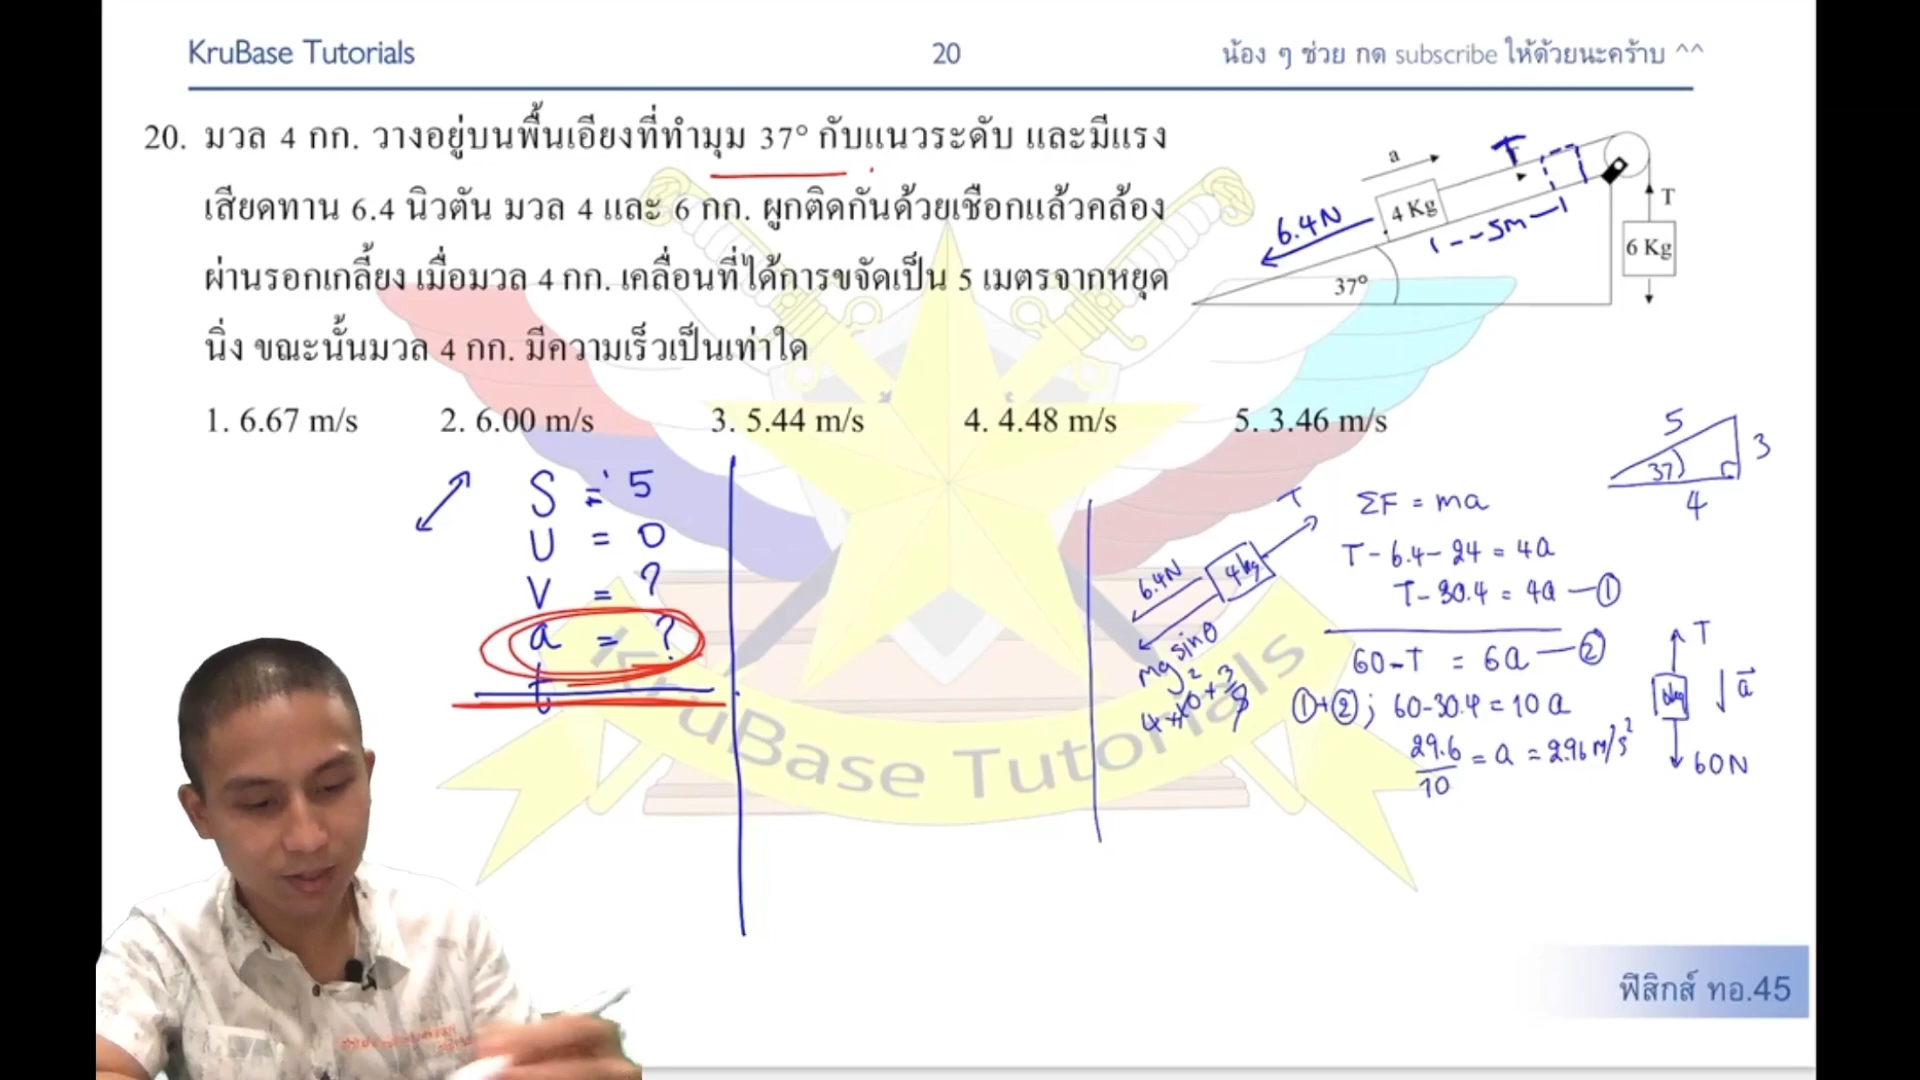 KruBase Tutorials
20
น้อง ๆ ช่วย กด subscribe ให้ด้วยนะคร้าบ ^^
20. มวล 4 กก. วางอยู่บนพื้นเอียงที่ทำมุม 37° กับแนวระดับ และมีแรง
เสียดทาน 6.4 นิวตัน มวล 4 และ 6 กก. ผูกติดกันด้วยเชือกแล้วคล้อง
ผ่านรอกเกลี้ยง เมื่อมวล 4 กก. เคลื่อนที่ได้การขจัดเป็น 5 เมตรจากหยุด
นิ่ง ขณะนั้นมวล 4 กก. มีความเร็วเป็นเท่าใด
1. 6.67 m/s 2. 6.00 m/s 3. 5.44 m/s 4. 4.48 m/s 5. 3.46 m/s
a
T
4 Kg
6.4N
5m
T
6 Kg
37°
S = 5
U = 0
V = ?
a = ?
t
5
3
37
4
T
4kg
6.4N
mg sinθ
4×10×3/5
2
ΣF = ma
T - 6.4 - 24 = 4a
T - 30.4 = 4a —①
60 - T = 6a —②
①+②; 60-30.4 = 10 a
29.6/10 = a = 2.96 m/s²
T
a
60N
KruBase Tutorials
ฟิสิกส์ ทอ.45